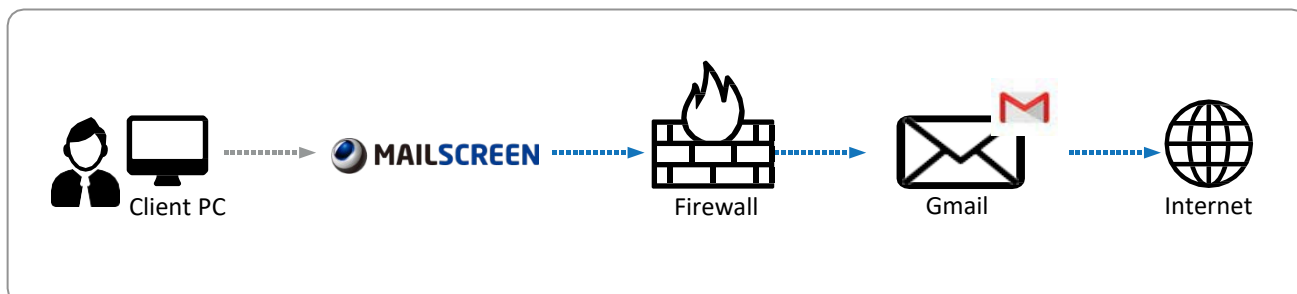 MAILSCREEN
Client PC
Firewall
Gmail
Internet